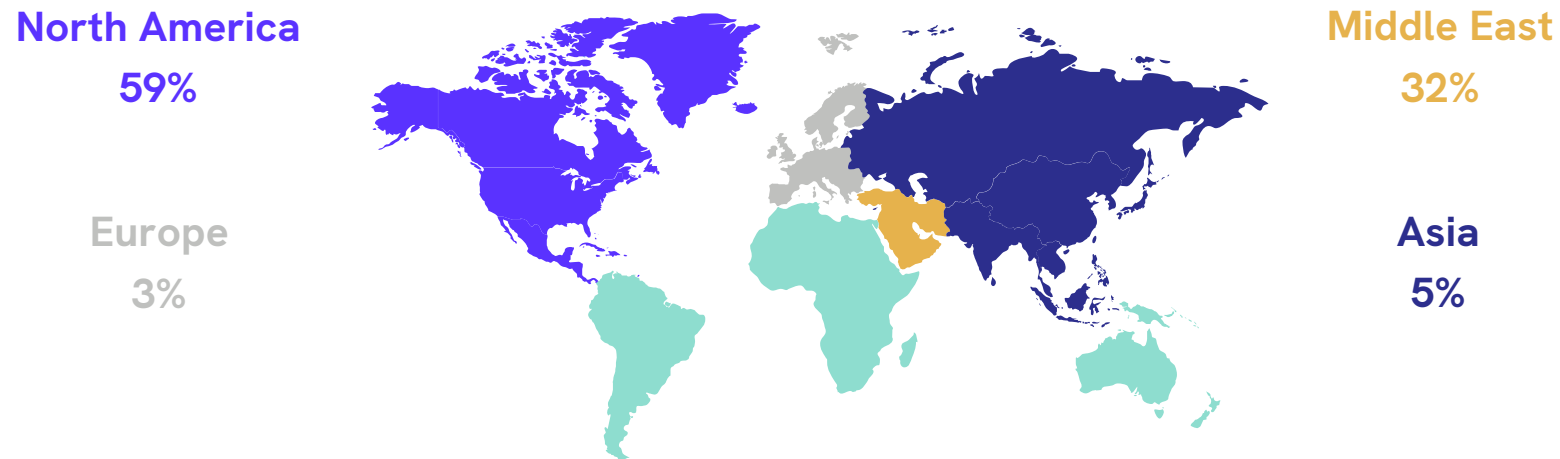 North America
59%
Europe
3%
Middle East
32%
Asia
5%